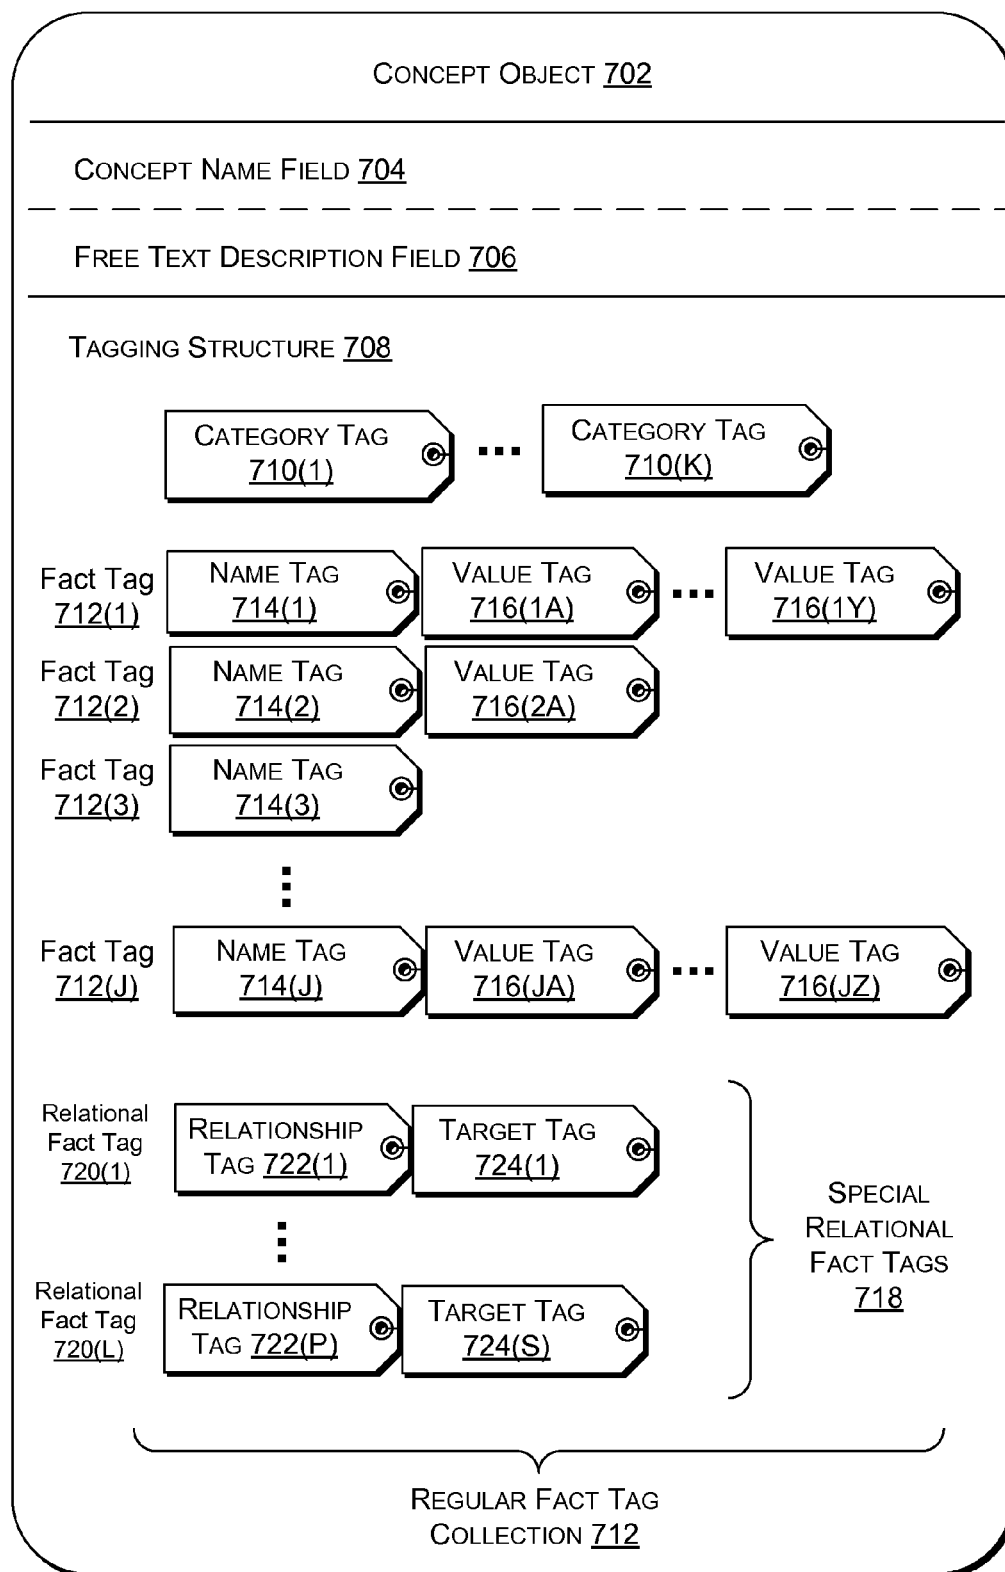 CONCEPT OBJECT 702
CONCEPT NAME FIELD 704
FREE TEXT DESCRIPTION FIELD 706
TAGGING STRUCTURE 708
CATEGORY TAG
710(1)
...
CATEGORY TAG
710(K)
Fact Tag
712(1)
NAME TAG
714(1)
VALUE TAG
716(1A)
...
VALUE TAG
716(1Y)
Fact Tag
712(2)
NAME TAG
714(2)
VALUE TAG
716(2A)
Fact Tag
712(3)
NAME TAG
714(3)
Fact Tag
712(J)
NAME TAG
714(J)
VALUE TAG
716(JA)
...
VALUE TAG
716(JZ)
Relational
Fact Tag
720(1)
RELATIONSHIP
TAG 722(1)
TARGET TAG
724(1)
Relational
Fact Tag
720(L)
RELATIONSHIP
TAG 722(P)
TARGET TAG
724(S)
SPECIAL
RELATIONAL
FACT TAGS
718
REGULAR FACT TAG
COLLECTION 712